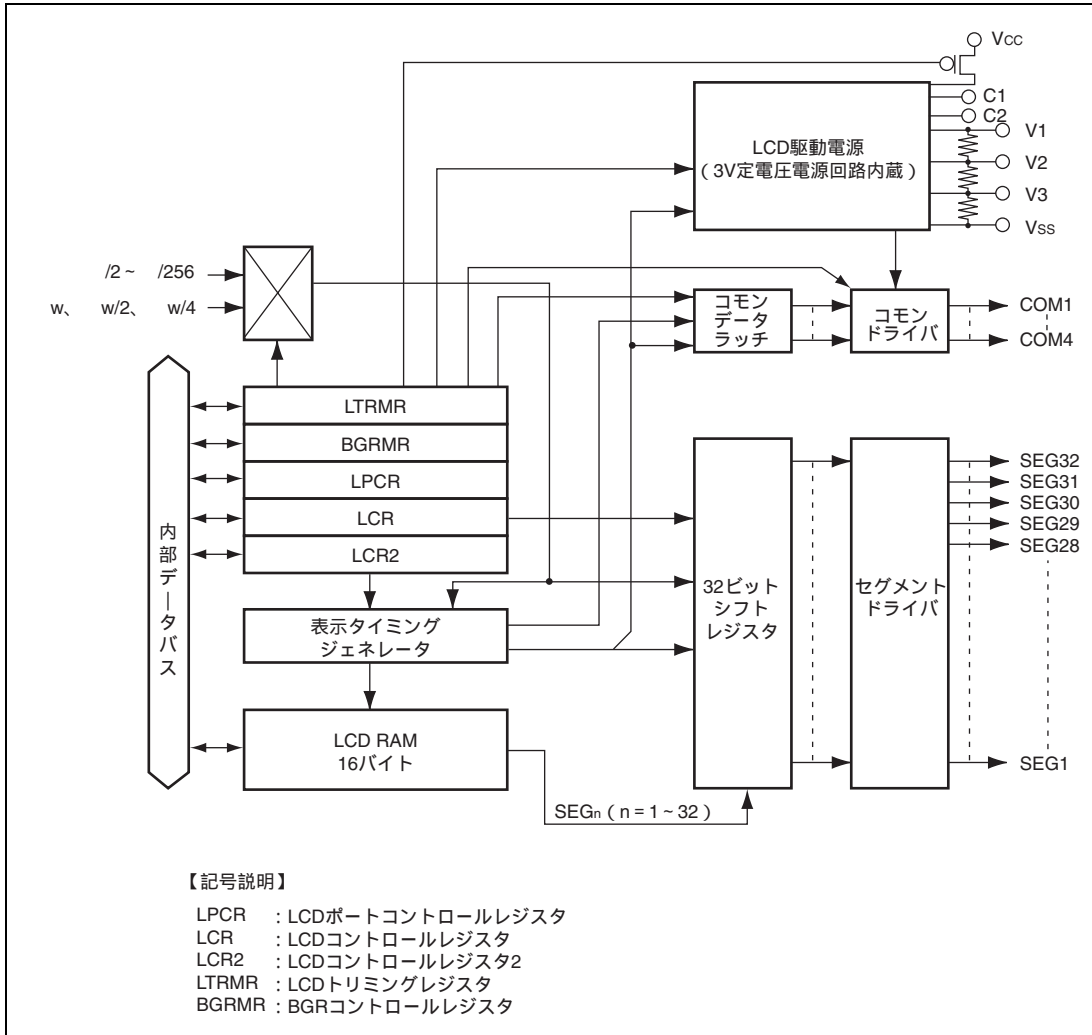 VCC
C1
C2
V1
LCD駆動電源
(3V定電圧電源回路内蔵)
V2
V3
VSS
/2~ /256
w、 w/2、 w/4
コモン
データ
ラッチ
コモン
ドライバ
COM1
COM4
LTRMR
BGRMR
LPCR
LCR
LCR2
内部データバス
表示タイミング
ジェネレータ
LCD RAM
16バイト
32ビット
シフト
レジスタ
セグメント
ドライバ
SEG32
SEG31
SEG30
SEG29
SEG28
SEG1
SEGn(n=1~32)
【記号説明】
LPCR :LCDポートコントロールレジスタ
LCR :LCDコントロールレジスタ
LCR2 :LCDコントロールレジスタ2
LTRMR :LCDトリミングレジスタ
BGRMR :BGRコントロールレジスタ